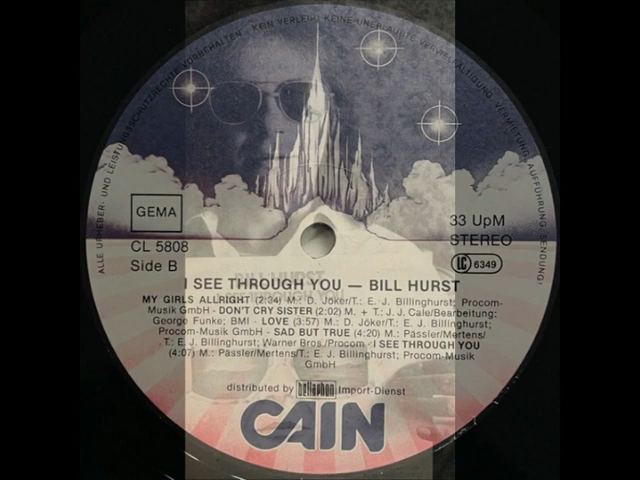 ALLE URHEBER- UND LEISTUNGSSCHUTZRECHTE VORBEHALTEN - KEIN VERLEIH! KEINE UNERLAUBTE VERVIELFÄLTIGUNG, VERMIETUNG, AUFFÜHRUNG, SENDUNG!
GEMA
CL 5808
Side B
33 UpM
STEREO
LC 6349
I SEE THROUGH YOU — BILL HURST
BILL HURST
I SEE THROUGH YOU
MY GIRLS ALLRIGHT (2:34) M.: D. Joker/T.: E. J. Billinghurst; Procom-
Musik GmbH - DON'T CRY SISTER (2:02) M. + T.: J.J. Cale/Bearbeitung:
George Funke; BMI - LOVE (3:57) M.: D. Joker/T.: E. J. Billinghurst;
Procom-Musik GmbH - SAD BUT TRUE (4:20) M.: Pässler/Mertens/
T.: E. J. Billinghurst; Warner Bros./Procom - I SEE THROUGH YOU
(4:07) M.: Pässler/Mertens/T.: E. J. Billinghurst; Procom-Musik
GmbH
distributed by bellaphon Import-Dienst
CAIN